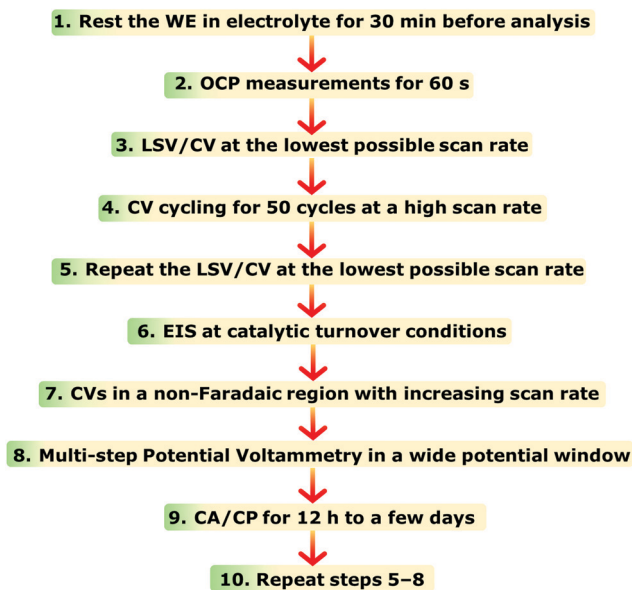 1. Rest the WE in electrolyte for 30 min before analysis
2. OCP measurements for 60 s
3. LSV/CV at the lowest possible scan rate
4. CV cycling for 50 cycles at a high scan rate
5. Repeat the LSV/CV at the lowest possible scan rate
6. EIS at catalytic turnover conditions
7. CVs in a non-Faradaic region with increasing scan rate
8. Multi-step Potential Voltammetry in a wide potential window
9. CA/CP for 12 h to a few days
10. Repeat steps 5–8